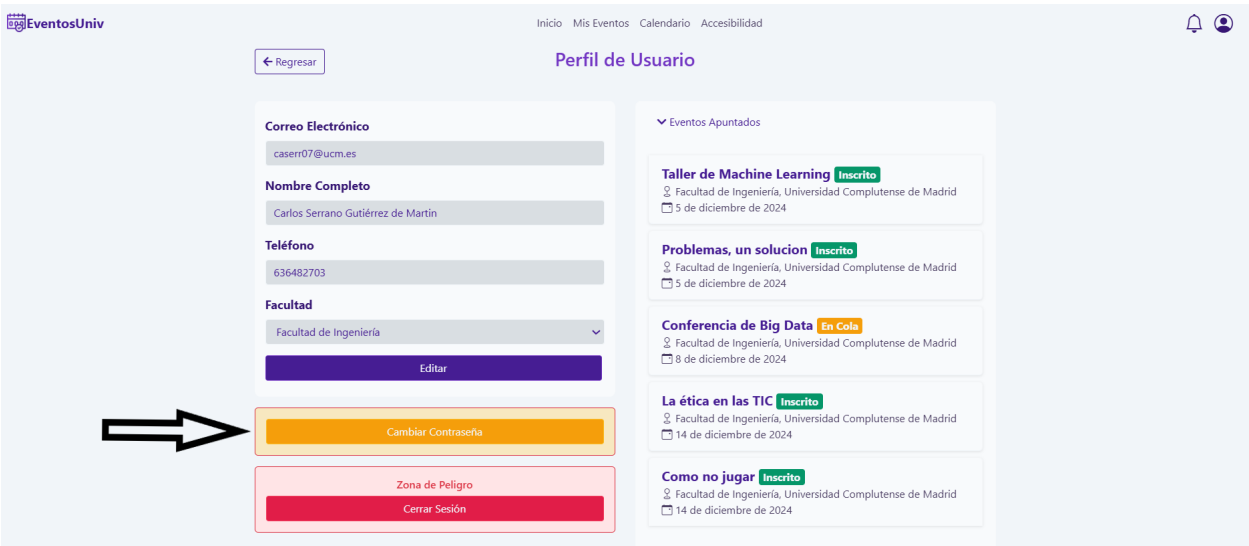 EventosUniv
Inicio Mis Eventos Calendario Accesibilidad
Regresar
Perfil de Usuario
Correo Electrónico
caserr07@ucm.es
Nombre Completo
Carlos Serrano Gutiérrez de Martin
Teléfono
636482703
Facultad
Facultad de Ingeniería
Editar
Cambiar Contraseña
Zona de Peligro
Cerrar Sesión
Eventos Apuntados
Taller de Machine Learning Inscrito
Facultad de Ingeniería, Universidad Complutense de Madrid
5 de diciembre de 2024
Problemas, un solucion Inscrito
Facultad de Ingeniería, Universidad Complutense de Madrid
5 de diciembre de 2024
Conferencia de Big Data En Cola
Facultad de Ingeniería, Universidad Complutense de Madrid
8 de diciembre de 2024
La ética en las TIC Inscrito
Facultad de Ingeniería, Universidad Complutense de Madrid
14 de diciembre de 2024
Como no jugar Inscrito
Facultad de Ingeniería, Universidad Complutense de Madrid
14 de diciembre de 2024